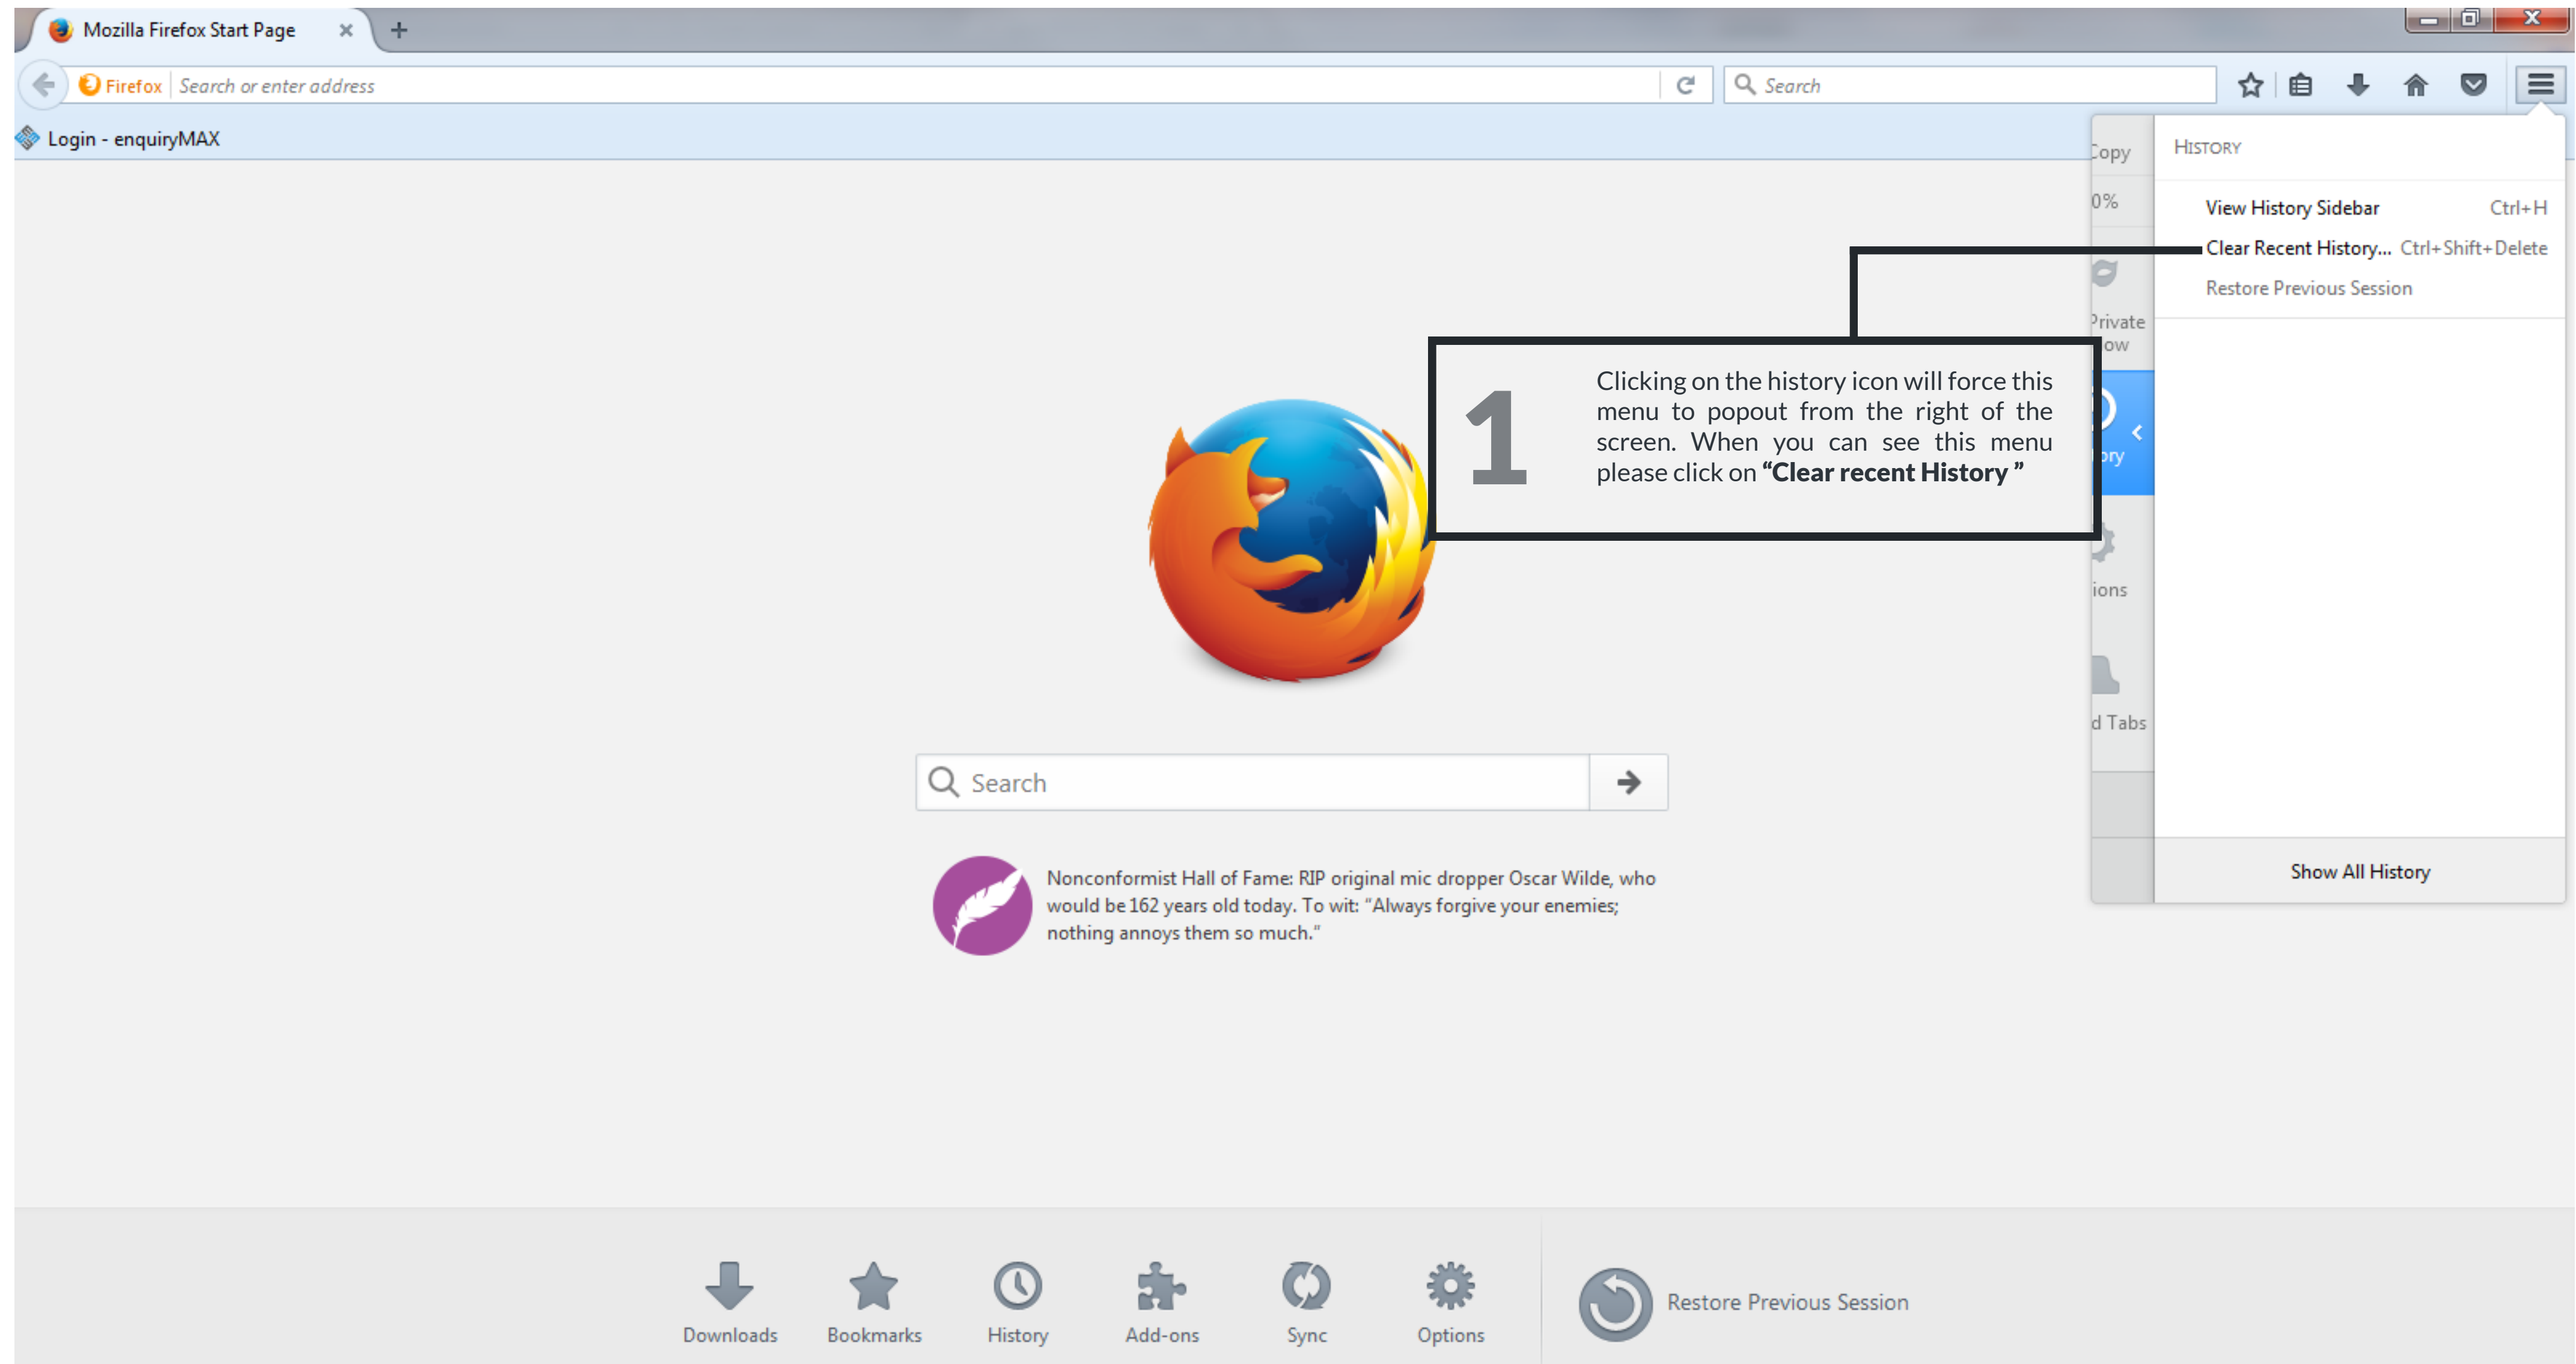 Mozilla Firefox Start Page
Firefox Search or enter address
Search
Login - enquiryMAX
Copy
0%
Private
ow
ory
ions
d Tabs
HISTORY
View History Sidebar Ctrl+H
Clear Recent History... Ctrl+Shift+Delete
Restore Previous Session
Show All History
1
Clicking on the history icon will force this
menu to popout from the right of the
screen. When you can see this menu
please click on “Clear recent History ”
Search
Nonconformist Hall of Fame: RIP original mic dropper Oscar Wilde, who
would be 162 years old today. To wit: “Always forgive your enemies;
nothing annoys them so much.”
Downloads Bookmarks History Add-ons Sync Options Restore Previous Session